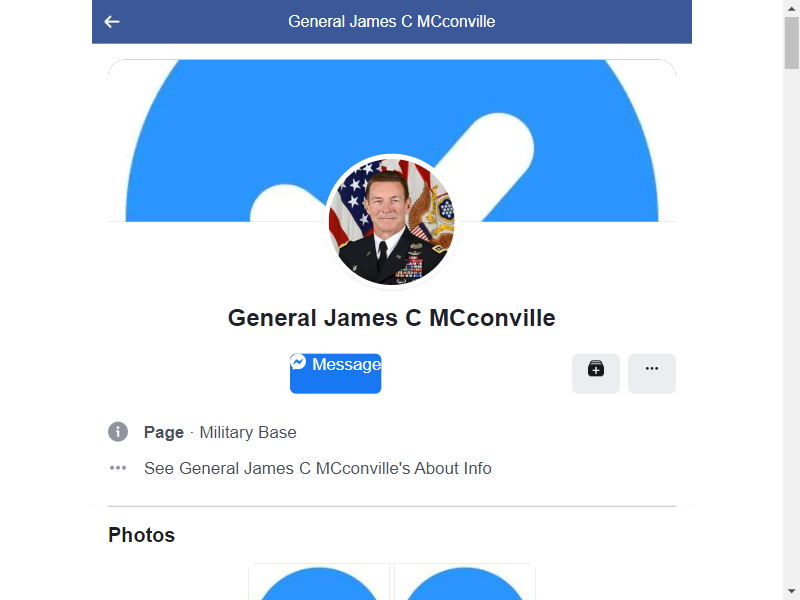 General James C MCconville
General James C MCconville
Message
Page · Military Base
See General James C MCconville's About Info
Photos